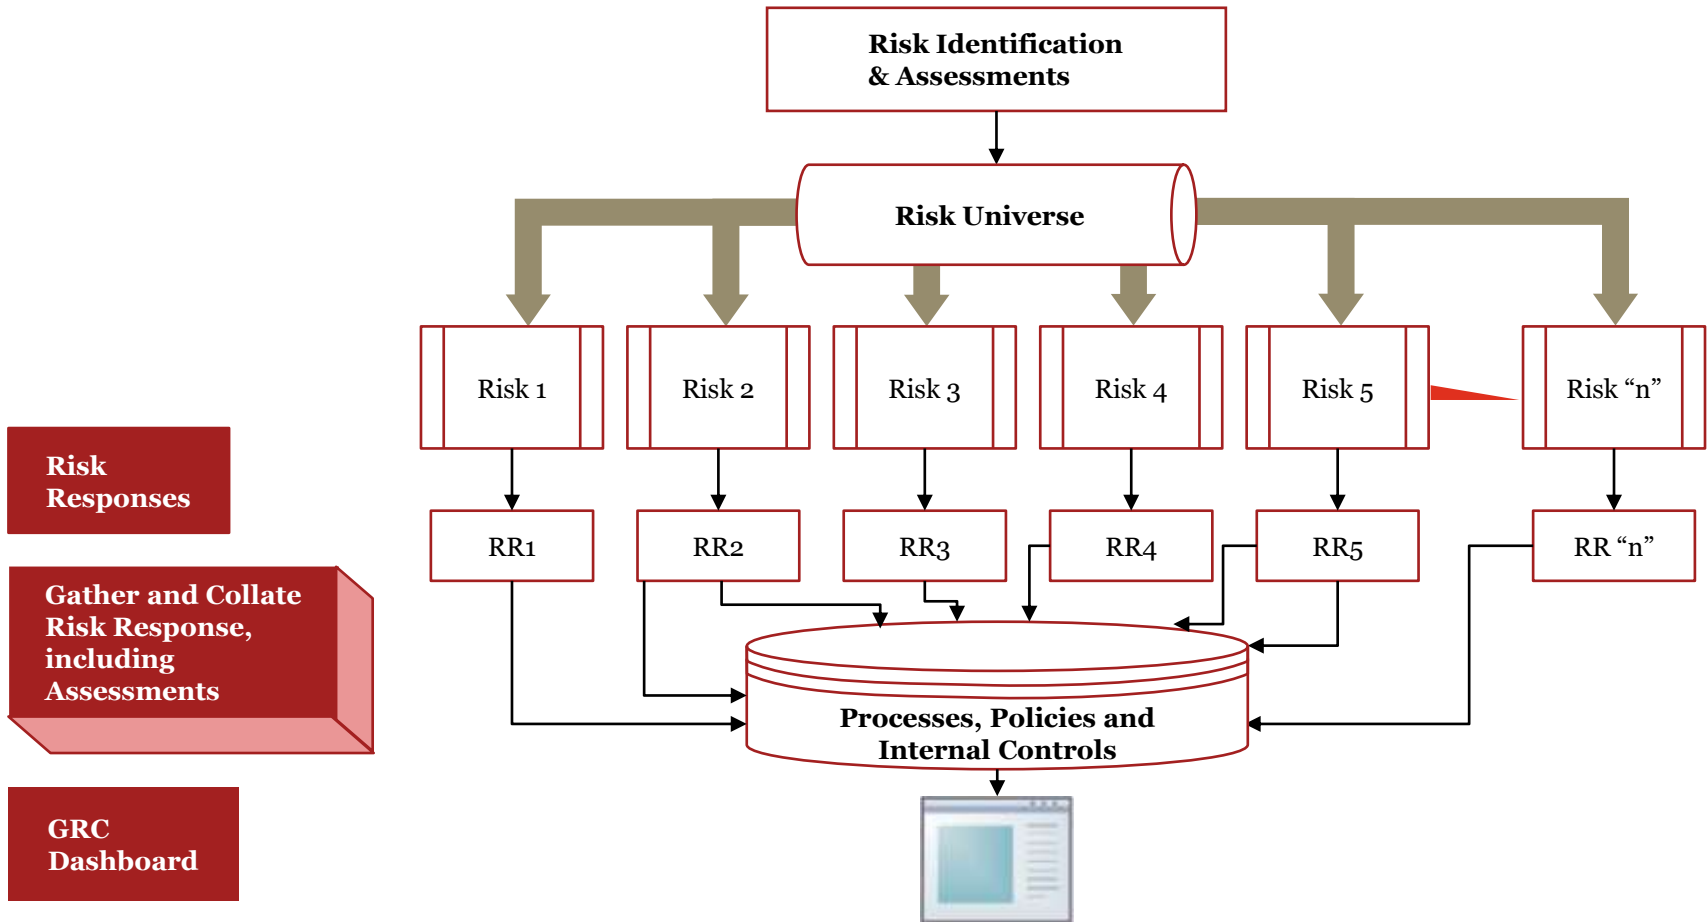 Risk Identification
& Assessments
Risk Universe
Risk 1
Risk 2
Risk 3
Risk 4
Risk 5
Risk “n”
Risk
Responses
RR1
RR2
RR3
RR4
RR5
RR “n”
Gather and Collate
Risk Response,
including
Assessments
Processes, Policies and
Internal Controls
GRC
Dashboard